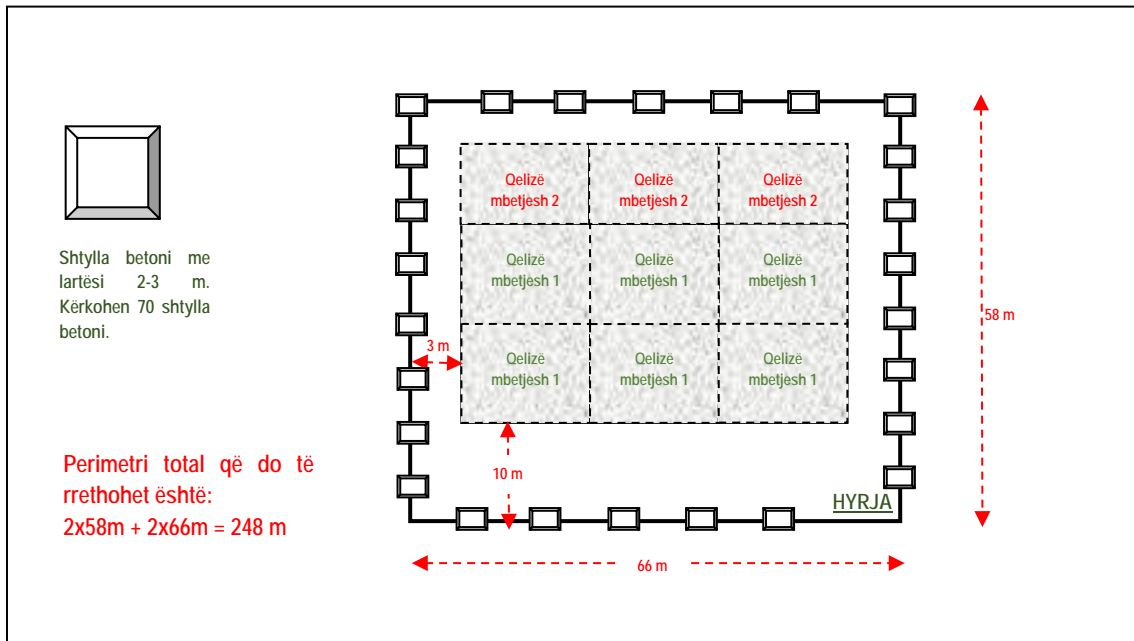 Shtylla betoni me
lartësi 2-3 m.
Kërkohen 70 shtylla
betoni.
Perimetri total që do të
rrethohet është:
2x58m + 2x66m = 248 m
Qelizë
mbetjesh 2
Qelizë
mbetjesh 2
Qelizë
mbetjesh 2
Qelizë
mbetjesh 1
Qelizë
mbetjesh 1
Qelizë
mbetjesh 1
Qelizë
mbetjesh 1
Qelizë
mbetjesh 1
Qelizë
mbetjesh 1
3 m
10 m
HYRJA
58 m
66 m